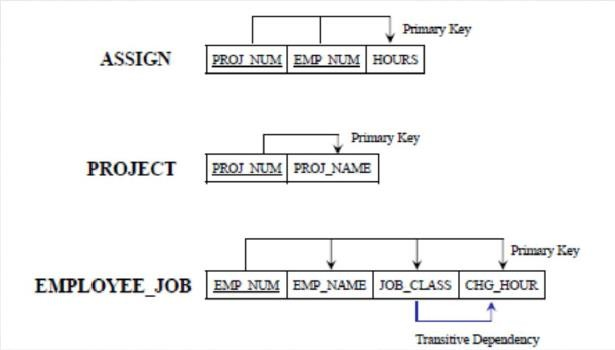 Primary Key
ASSIGN PROJ_NUM EMP_NUM HOURS
Primary Key
PROJECT PROJ_NUM PROJ_NAME
Primary Key
EMPLOYEE_JOB EMP_NUM EMP_NAME JOB_CLASS CHG_HOUR
Transitive Dependency